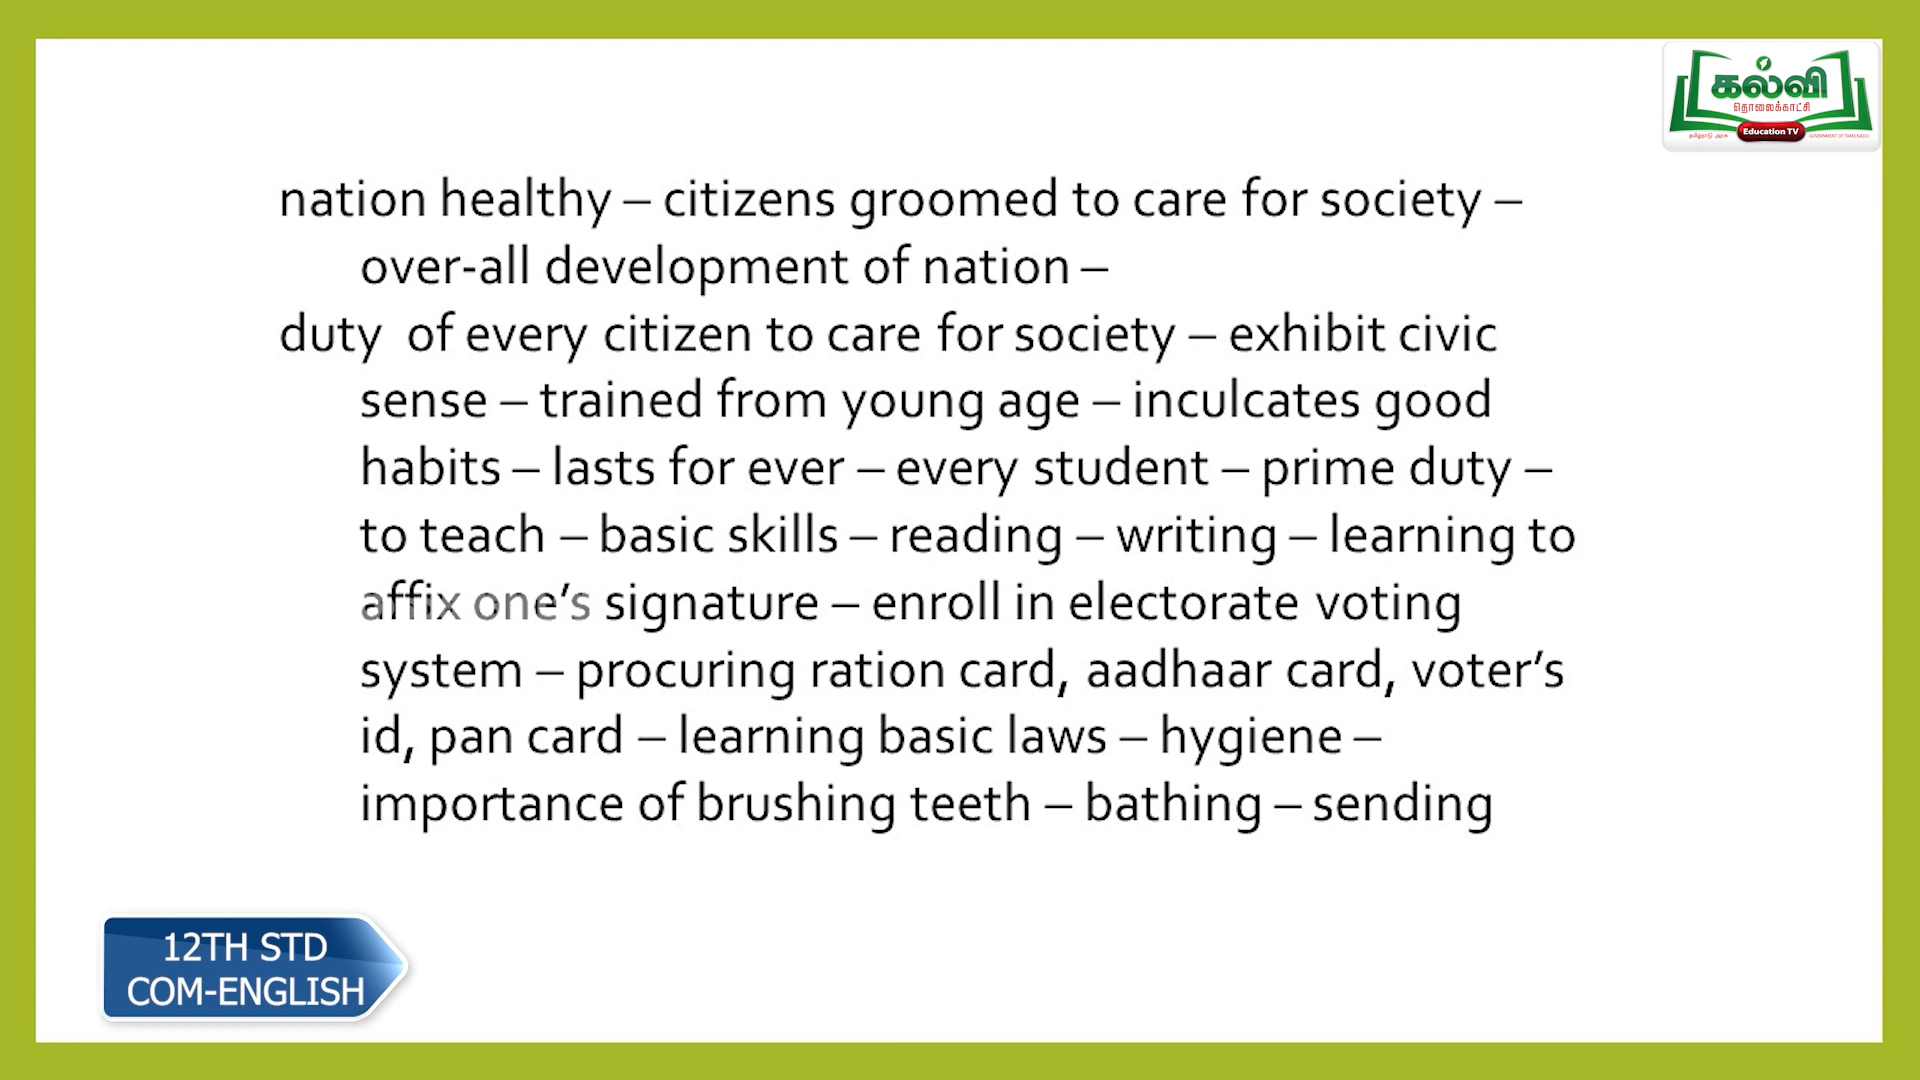 கல்வி
தொலைக்காட்சி
தமிழ்நாடு அரசு
Education TV
GOVERNMENT OF TAMILNADU
nation healthy – citizens groomed to care for society –
over-all development of nation –
duty of every citizen to care for society – exhibit civic
sense – trained from young age – inculcates good
habits – lasts for ever – every student – prime duty –
to teach – basic skills – reading – writing – learning to
affix one’s signature – enroll in electorate voting
system – procuring ration card, aadhaar card, voter’s
id, pan card – learning basic laws – hygiene –
importance of brushing teeth – bathing – sending
12TH STD
COM-ENGLISH